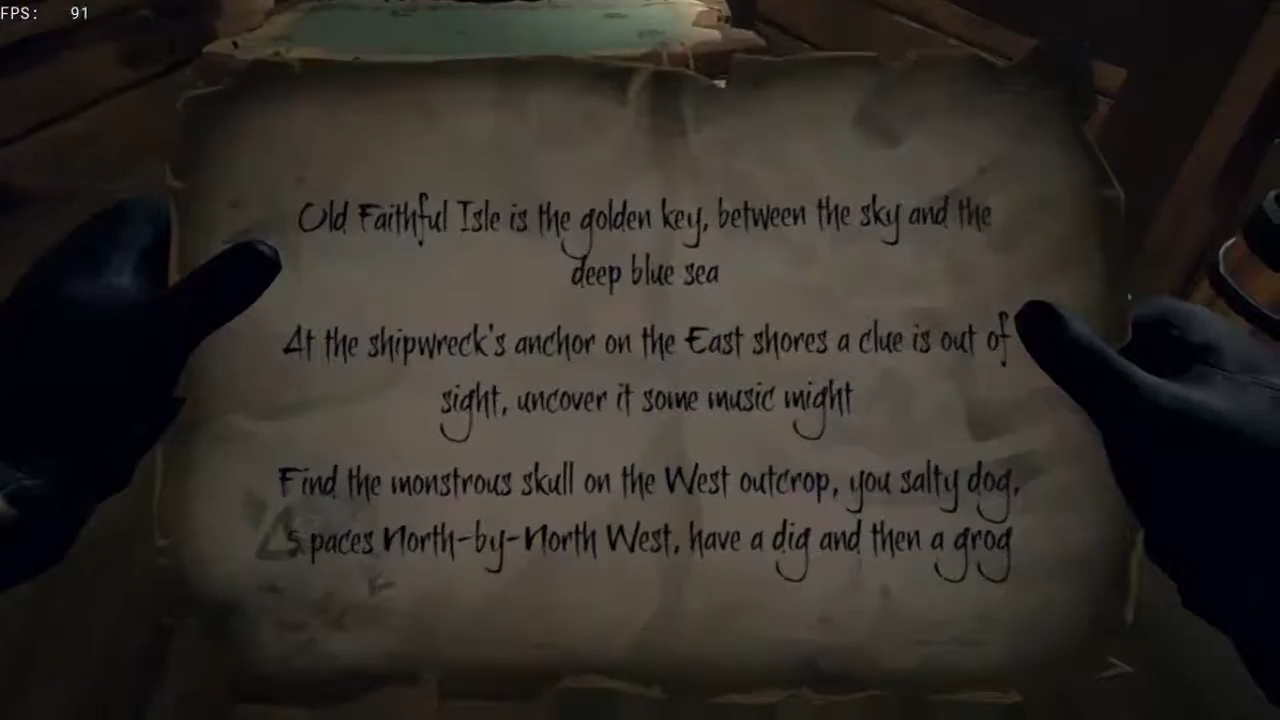 FPS: 91
Old Faithful Isle is the golden key, between the sky and the
deep blue sea
At the shipwreck's anchor on the East shores a clue is out of
sight, uncover it some music might
Find the monstrous skull on the West outcrop, you salty dog,
5 paces North-by-North West, have a dig and then a grog